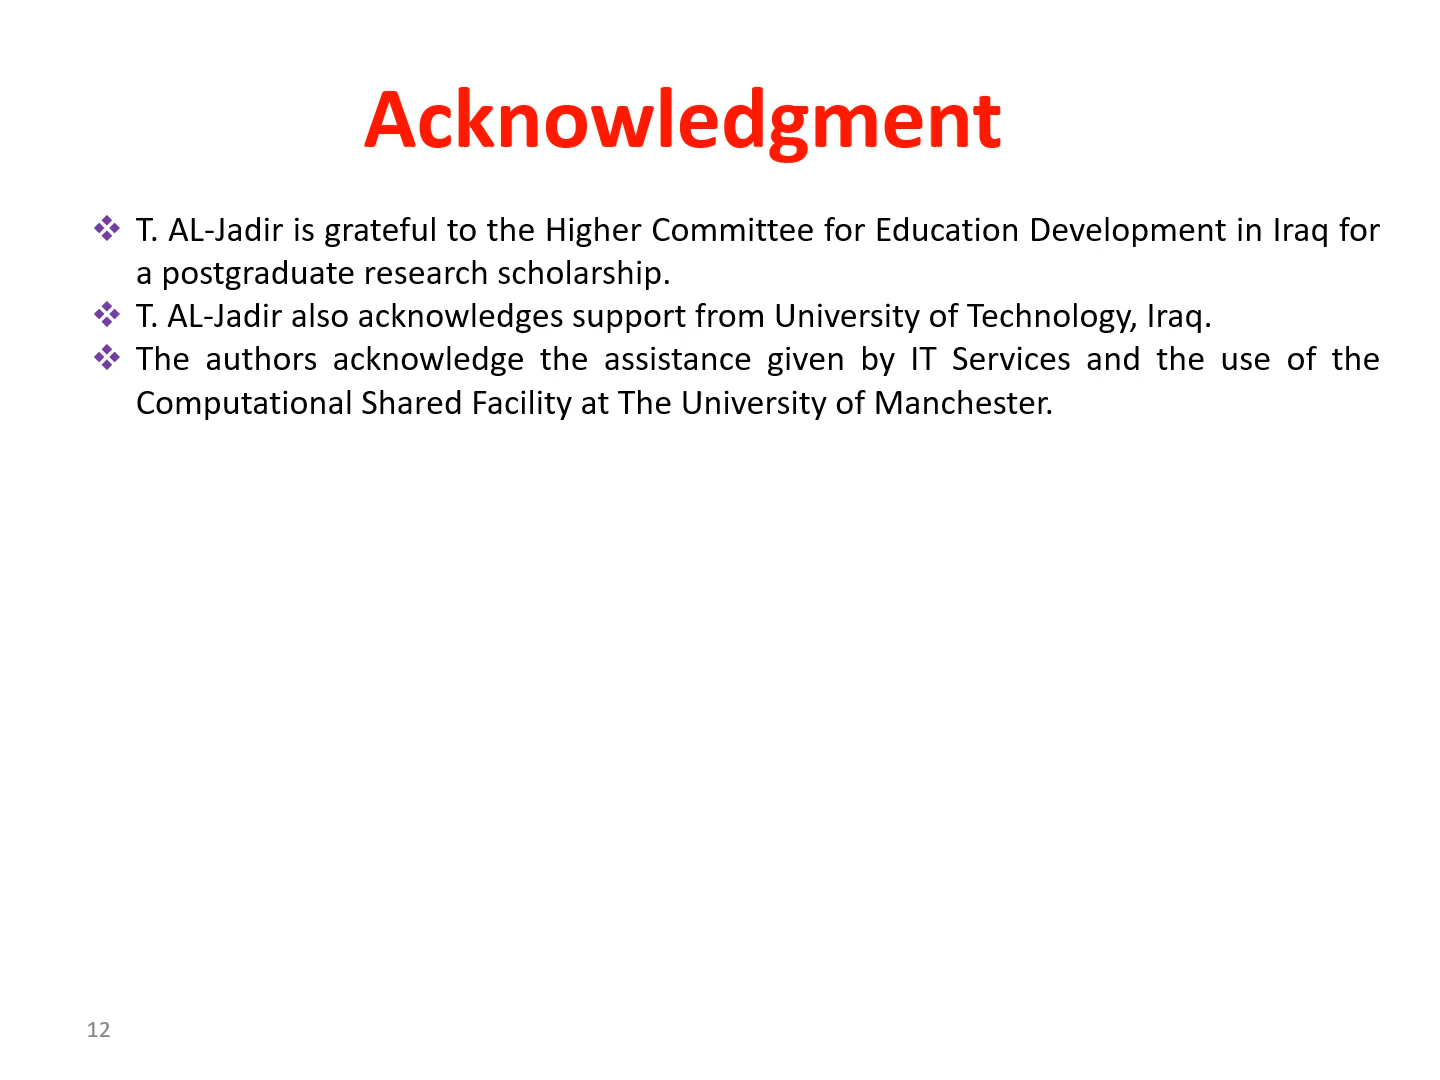 Acknowledgment
❖ T. AL-Jadir is grateful to the Higher Committee for Education Development in Iraq for
a postgraduate research scholarship.
❖ T. AL-Jadir also acknowledges support from University of Technology, Iraq.
❖ The authors acknowledge the assistance given by IT Services and the use of the
Computational Shared Facility at The University of Manchester.
12